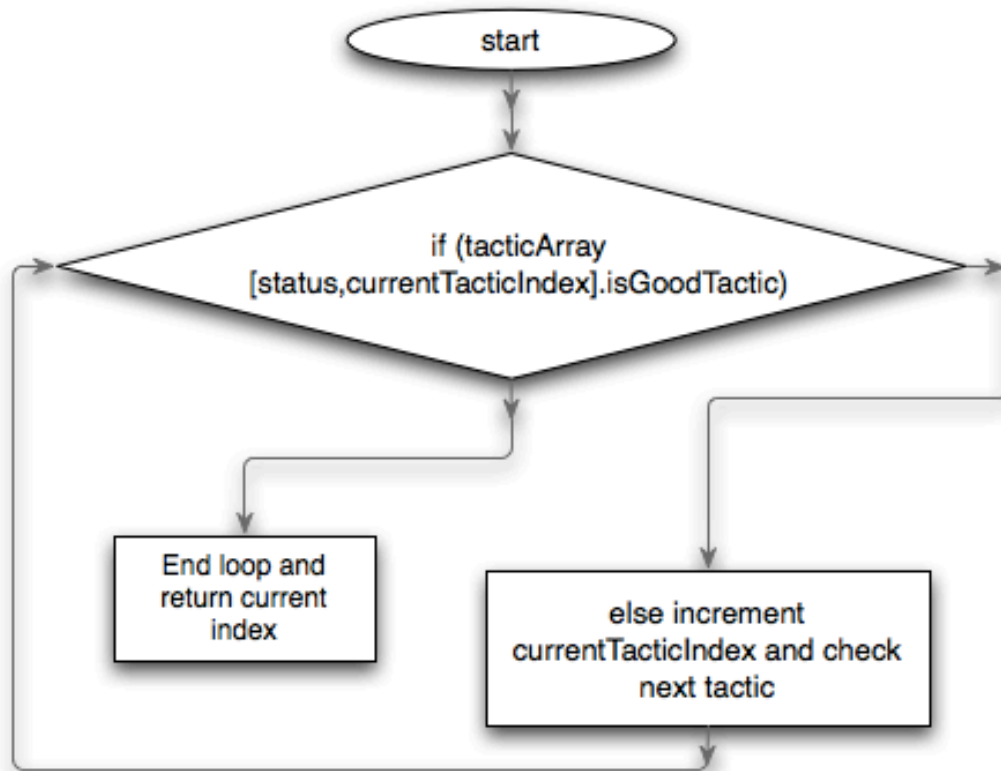 start
if (tacticArray
[status,currentTacticIndex].isGoodTactic)
End loop and
return current
index
else increment
currentTacticIndex and check
next tactic